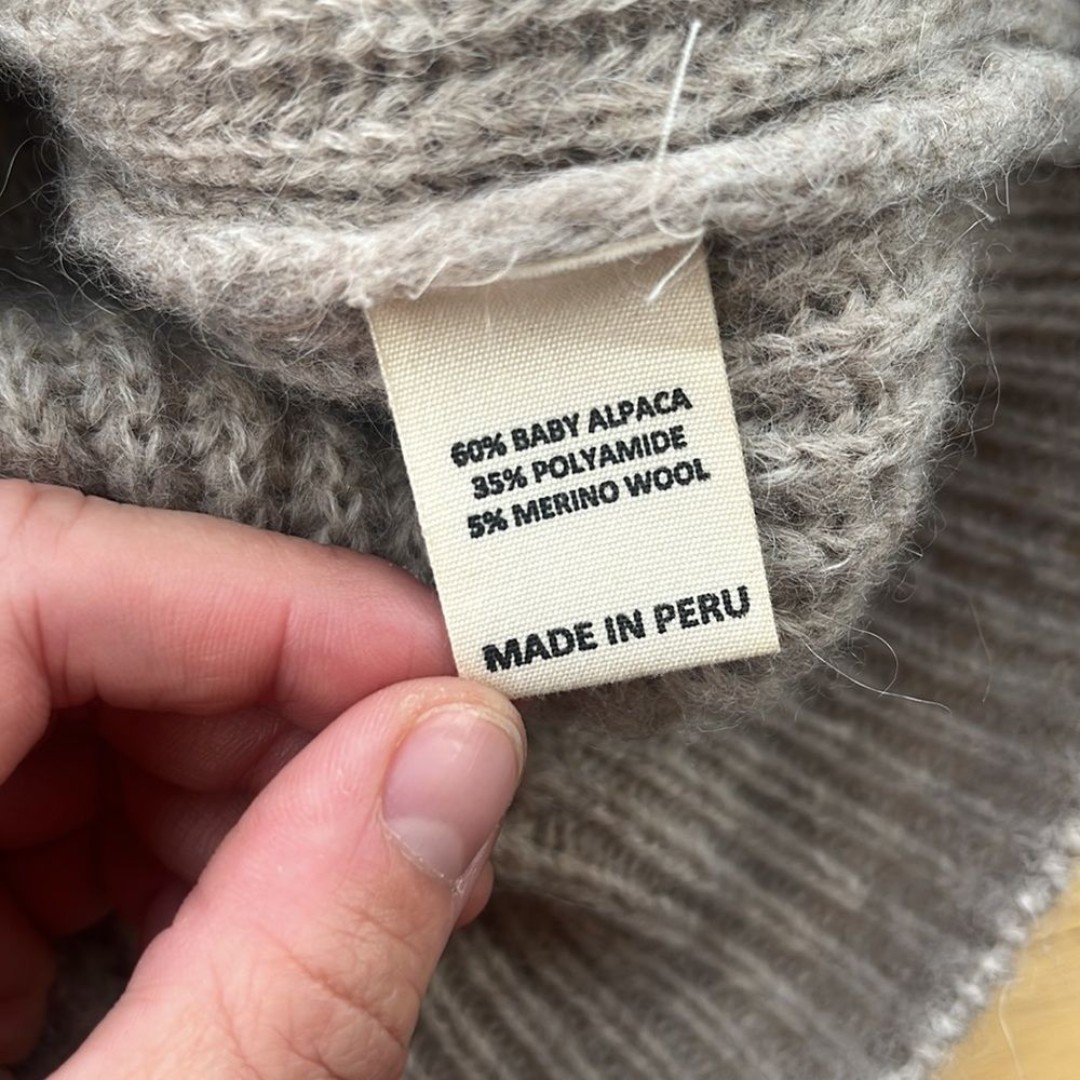 60% BABY ALPACA
35% POLYAMIDE
5% MERINO WOOL
MADE IN PERU